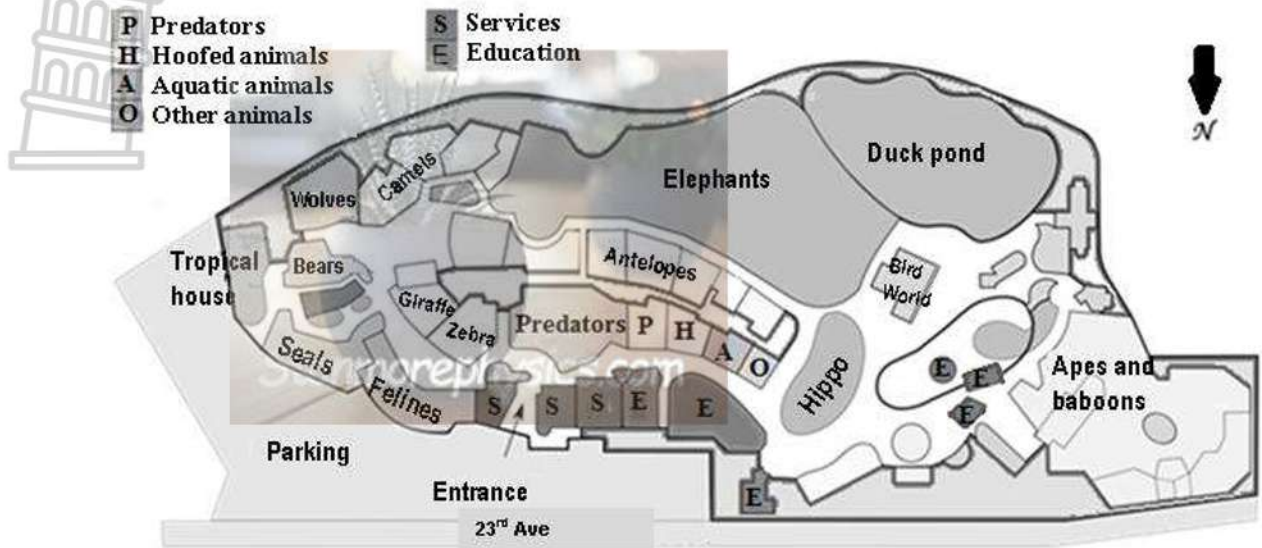 P Predators
H Hoofed animals
A Aquatic animals
O Other animals
S Services
E Education
N
Duck pond
Elephants
Camels
Wolves
Tropical
house
Bears
Antelopes
Bird
World
Giraffe
Zebra
Predators
P
H
A
O
Seals
Felines
Hippo
Apes and
baboons
S
S
S
E
E
E
E
E
E
Parking
Entrance
23rd Ave